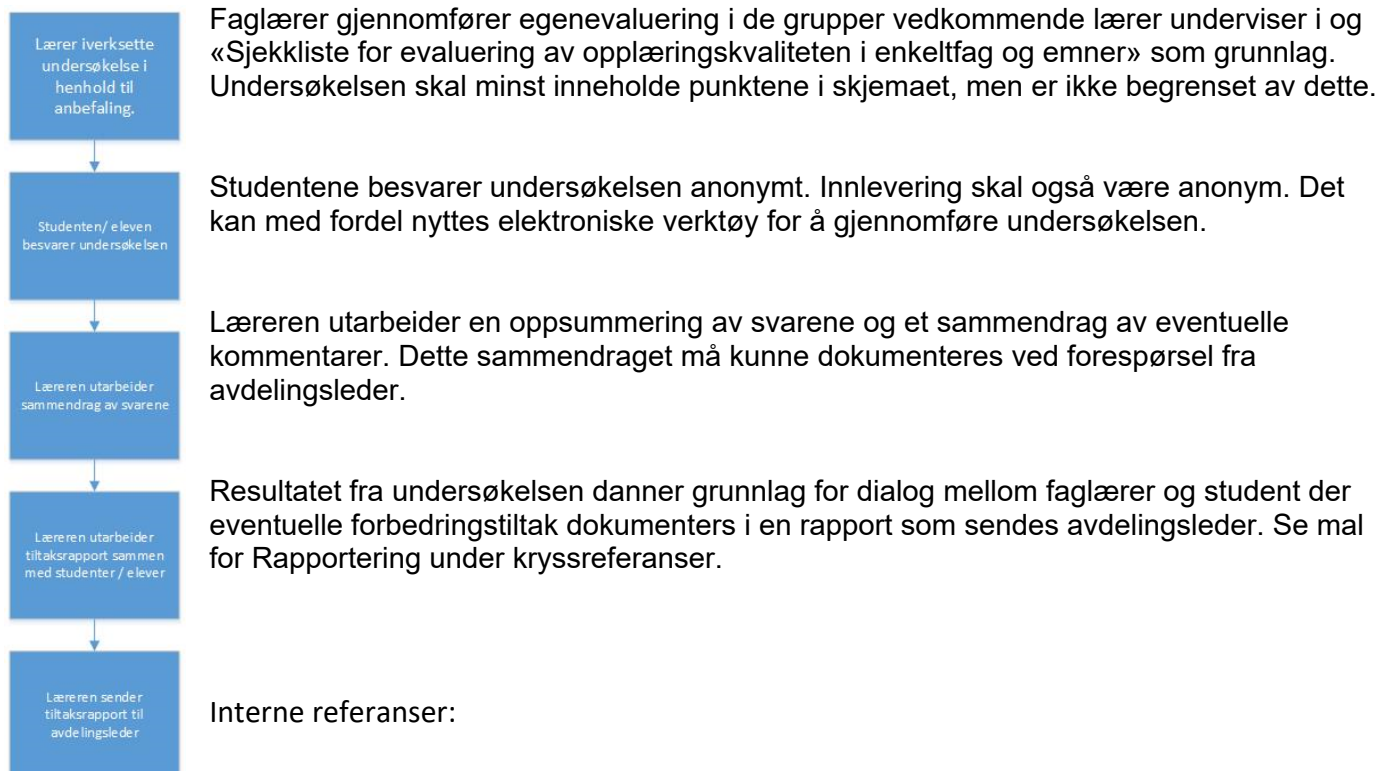 Lærer iverksette
undersøkelse i
henhold til
anbefaling.
Faglærer gjennomfører egenevaluering i de grupper vedkommende lærer underviser i og
«Sjekkliste for evaluering av opplæringskvaliteten i enkeltfag og emner» som grunnlag.
Undersøkelsen skal minst inneholde punktene i skjemaet, men er ikke begrenset av dette.
Studenten/ eleven
besvarer undersøkelsen
Studentene besvarer undersøkelsen anonymt. Innlevering skal også være anonym. Det
kan med fordel nyttes elektroniske verktøy for å gjennomføre undersøkelsen.
Læreren utarbeider
sammendrag av svarene
Læreren utarbeider en oppsummering av svarene og et sammendrag av eventuelle
kommentarer. Dette sammendraget må kunne dokumenteres ved forespørsel fra
avdelingsleder.
Læreren utarbeider
tiltaksrapport sammen
med studenter / elever
Resultatet fra undersøkelsen danner grunnlag for dialog mellom faglærer og student der
eventuelle forbedringstiltak dokumenters i en rapport som sendes avdelingsleder. Se mal
for Rapportering under kryssreferanser.
Læreren sender
tiltaksrapport til
avdelingsleder
Interne referanser: